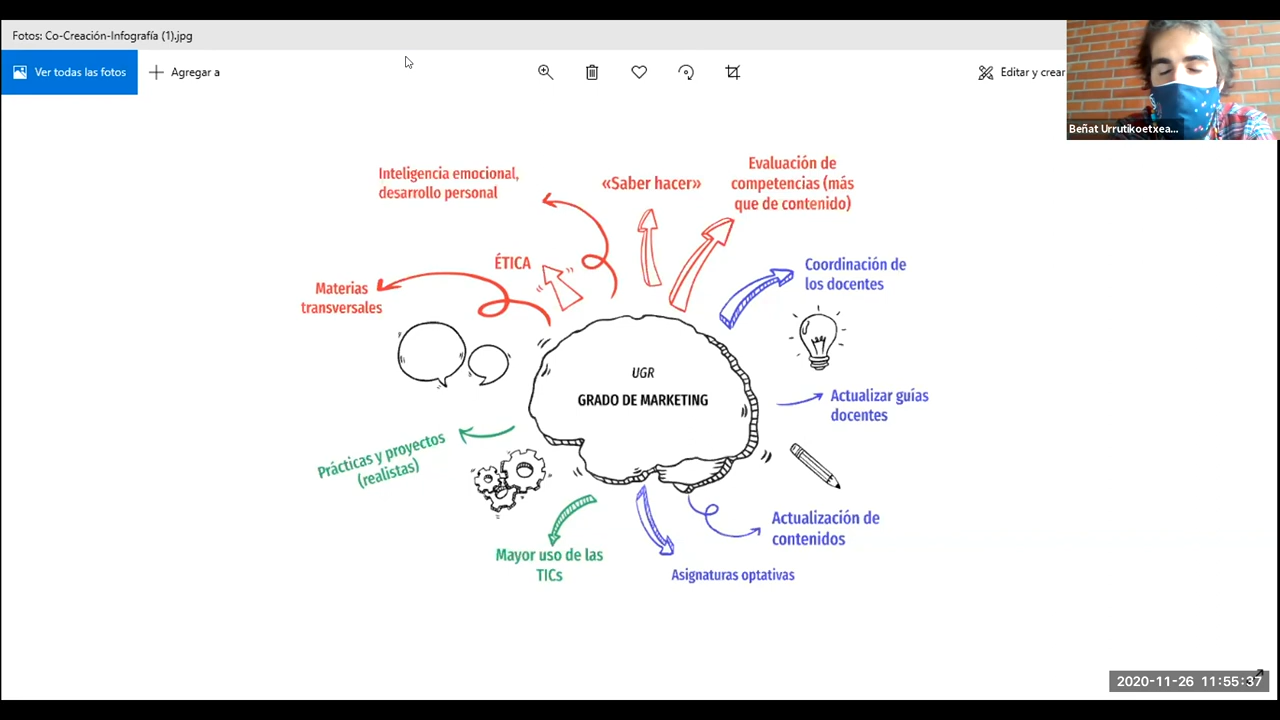 Fotos: Co-Creación-Infografía (1).jpg
Ver todas las fotos
Agregar a
Editar y crear
Beñat Urrutikoetxea...
Inteligencia emocional,
desarrollo personal
«Saber hacer»
Evaluación de
competencias (más
que de contenido)
ÉTICA
Materias
transversales
Coordinación de
los docentes
UGR
GRADO DE MARKETING
Actualizar guías
docentes
Prácticas y proyectos
(realistas)
Actualización de
contenidos
Mayor uso de las
TICs
Asignaturas optativas
2020-11-26 11:55:37